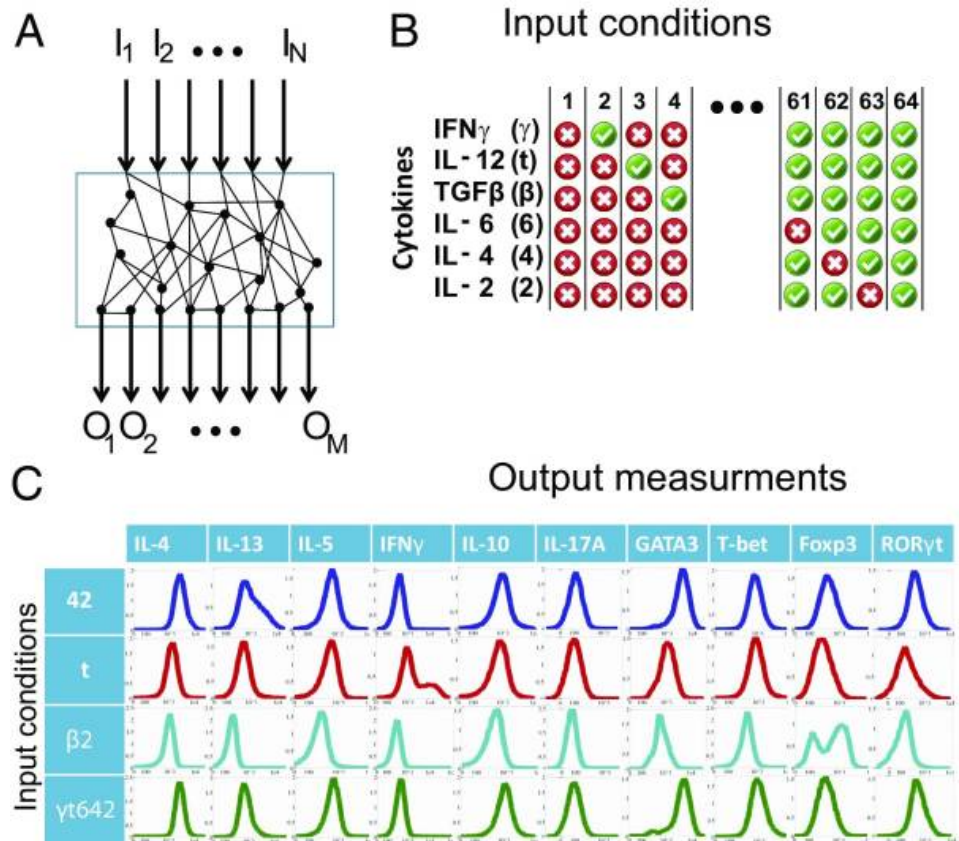 A
I1 I2 ••• IN
O1 O2 ••• OM
B
Input conditions
1 2 3 4 ••• 61 62 63 64
Cytokines
IFNγ (γ)
IL-12 (t)
TGFβ (β)
IL-6 (6)
IL-4 (4)
IL-2 (2)
C
Output measurments
IL-4 IL-13 IL-5 IFNγ IL-10 IL-17A GATA3 T-bet Foxp3 RORγt
Input conditions
42
t
β2
γt642